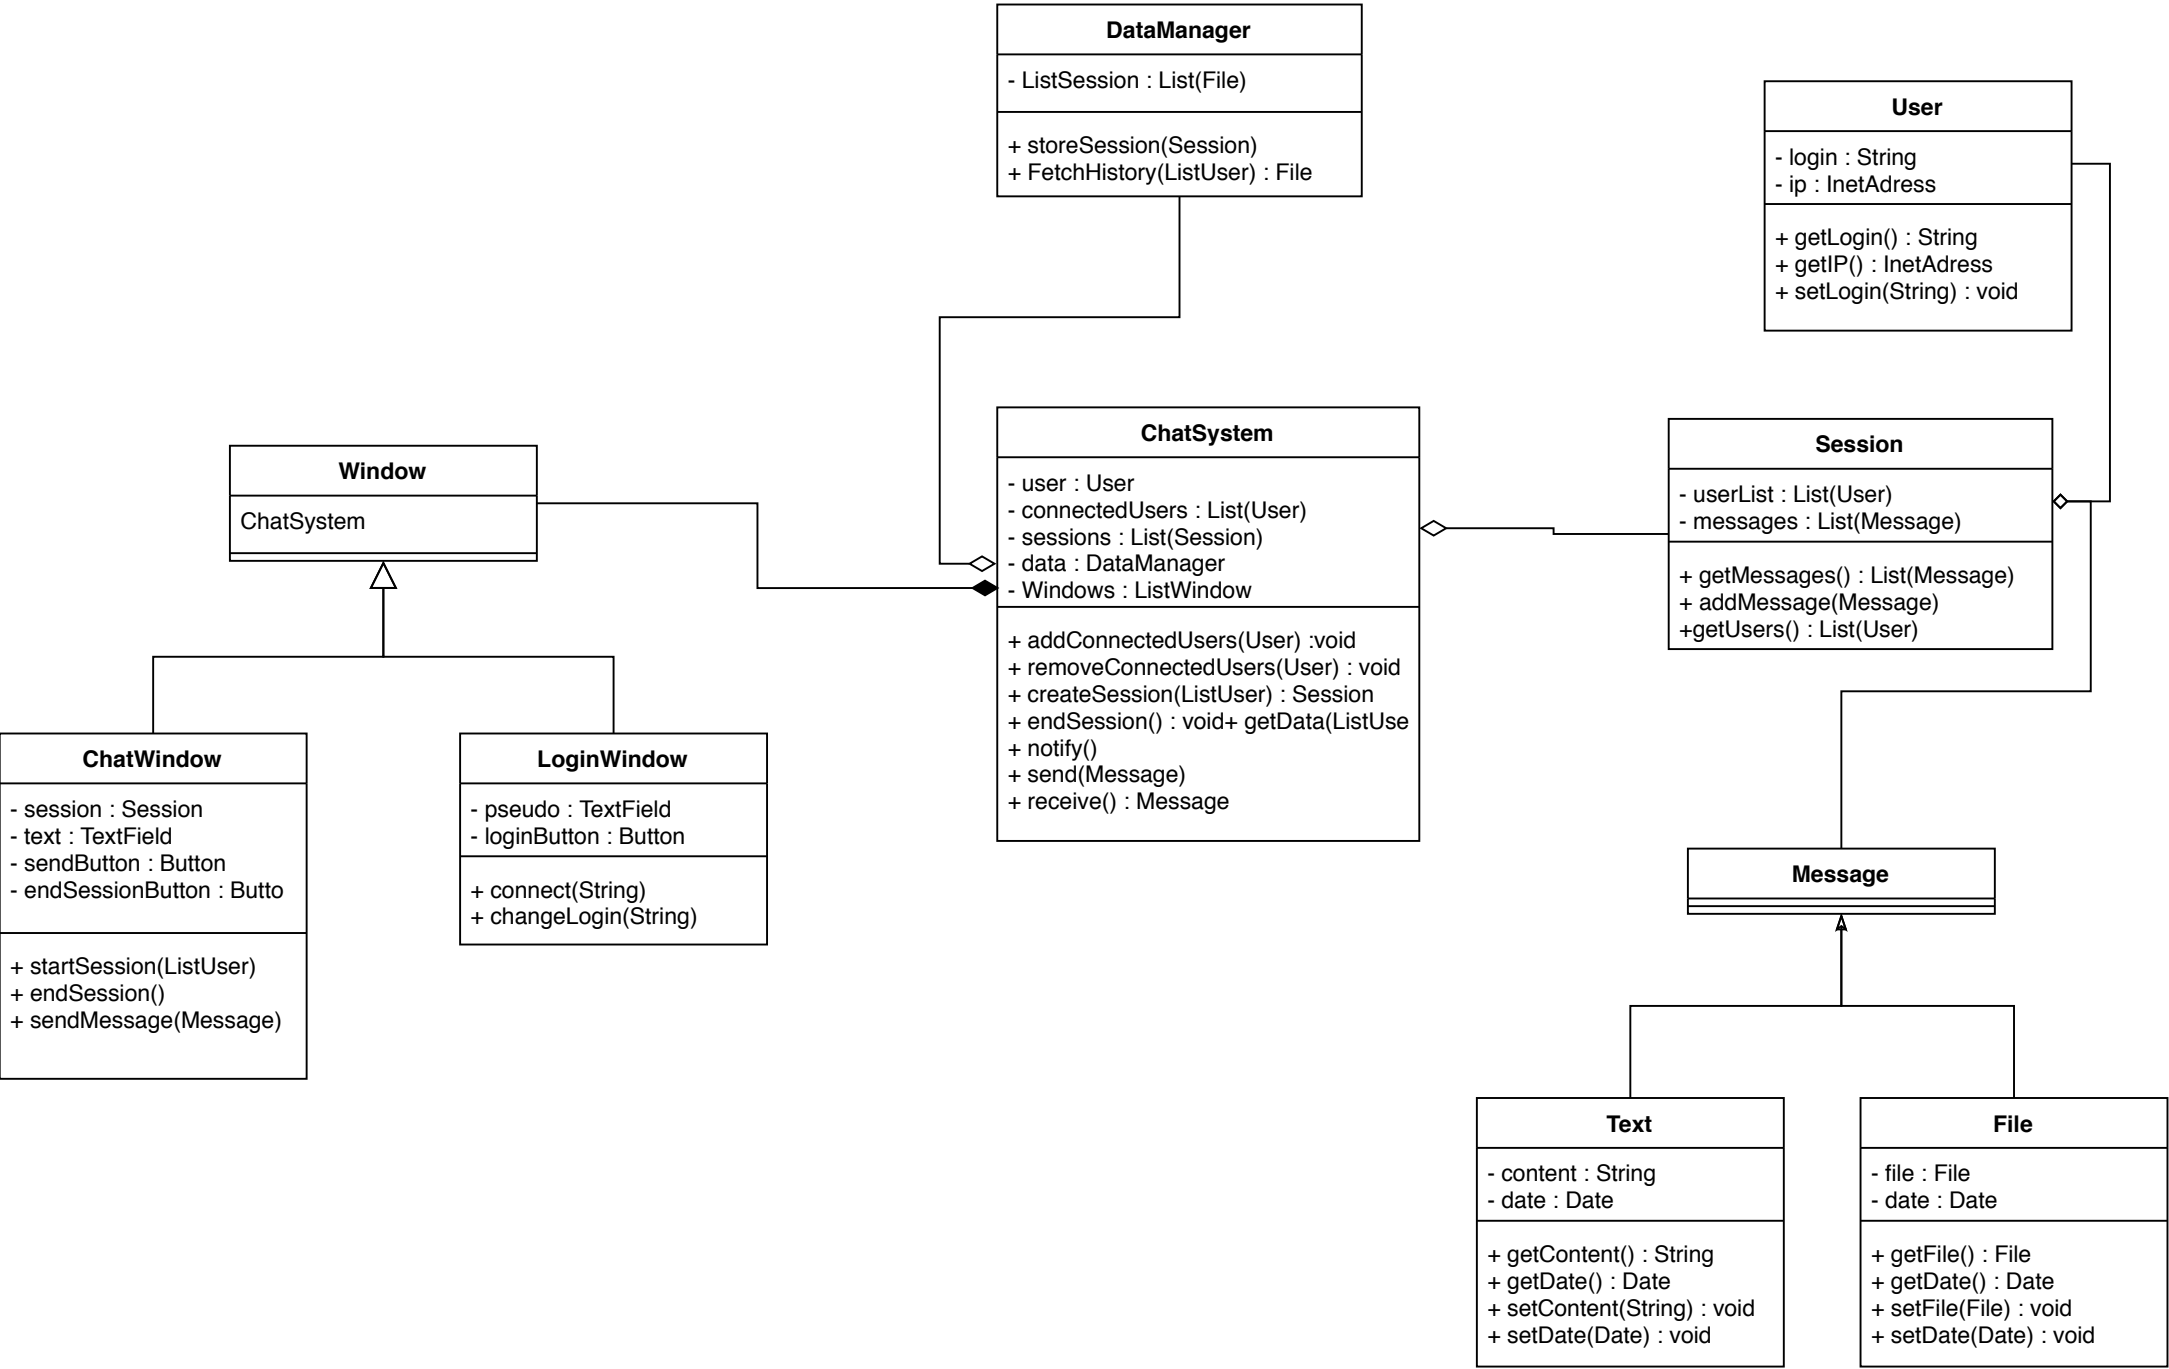 DataManager
- ListSession : List(File)
+ storeSession(Session)
+ FetchHistory(ListUser) : File
User
- login : String
- ip : InetAdress
+ getLogin() : String
+ getIP() : InetAdress
+ setLogin(String) : void
Window
ChatSystem
ChatSystem
- user : User
- connectedUsers : List(User)
- sessions : List(Session)
- data : DataManager
- Windows : ListWindow
+ addConnectedUsers(User) :void
+ removeConnectedUsers(User) : void
+ createSession(ListUser) : Session
+ endSession() : void+ getData(ListUse
+ notify()
+ send(Message)
+ receive() : Message
Session
- userList : List(User)
- messages : List(Message)
+ getMessages() : List(Message)
+ addMessage(Message)
+getUsers() : List(User)
ChatWindow
- session : Session
- text : TextField
- sendButton : Button
- endSessionButton : Butto
+ startSession(ListUser)
+ endSession()
+ sendMessage(Message)
LoginWindow
- pseudo : TextField
- loginButton : Button
+ connect(String)
+ changeLogin(String)
Message
Text
- content : String
- date : Date
+ getContent() : String
+ getDate() : Date
+ setContent(String) : void
+ setDate(Date) : void
File
- file : File
- date : Date
+ getFile() : File
+ getDate() : Date
+ setFile(File) : void
+ setDate(Date) : void